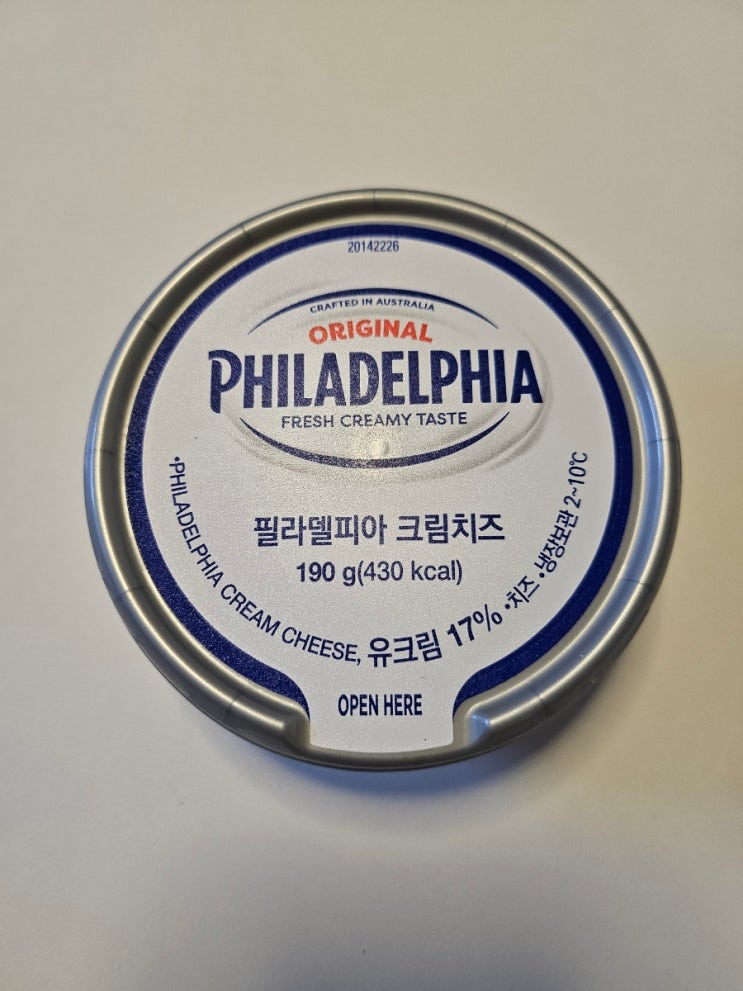 20142226
CRAFTED IN AUSTRALIA
ORIGINAL
PHILADELPHIA
FRESH CREAMY TASTE
필라델피아 크림치즈
190 g(430 kcal)
•PHILADELPHIA CREAM CHEESE, 유크림 17% •치즈 •냉장보관 2~10℃
OPEN HERE